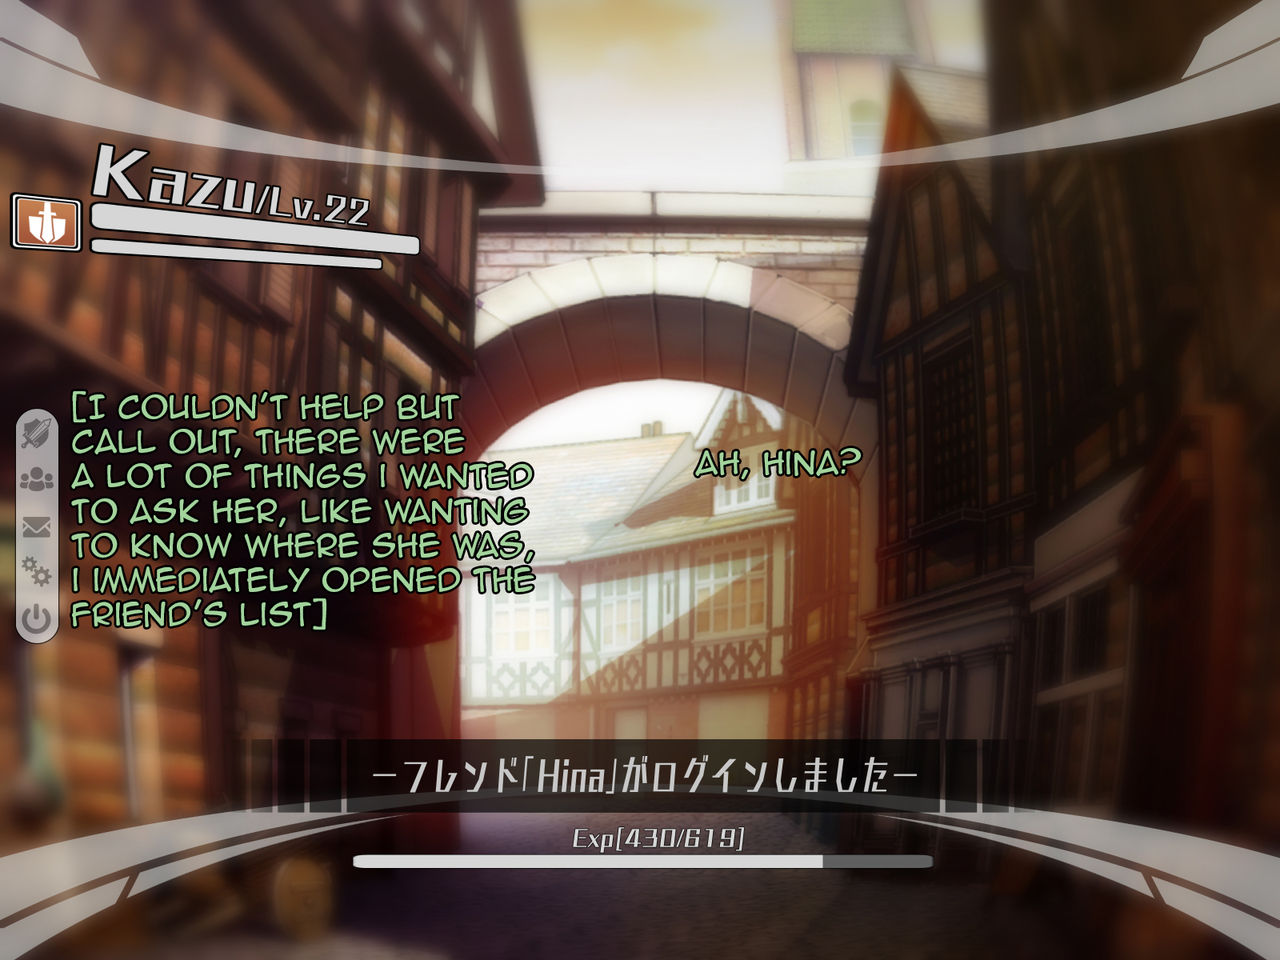 Kazu/Lv.22
[I COULDN'T HELP BUT
CALL OUT, THERE WERE
A LOT OF THINGS I WANTED
TO ASK HER, LIKE WANTING
TO KNOW WHERE SHE WAS,
I IMMEDIATELY OPENED THE
FRIEND'S LIST]
AH, HINA?
－フレンド「Hina」がログインしました－
Exp[430/619]